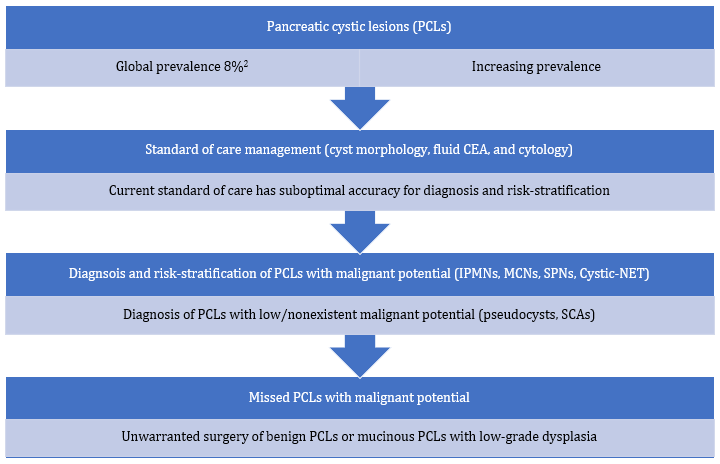 Pancreatic cystic lesions (PCLs)
Global prevalence 8%²
Increasing prevalence
Standard of care management (cyst morphology, fluid CEA, and cytology)
Current standard of care has suboptimal accuracy for diagnosis and risk-stratification
Diagnsois and risk-stratification of PCLs with malignant potential (IPMNs, MCNs, SPNs, Cystic-NET)
Diagnosis of PCLs with low/nonexistent malignant potential (pseudocysts, SCAs)
Missed PCLs with malignant potential
Unwarranted surgery of benign PCLs or mucinous PCLs with low-grade dysplasia